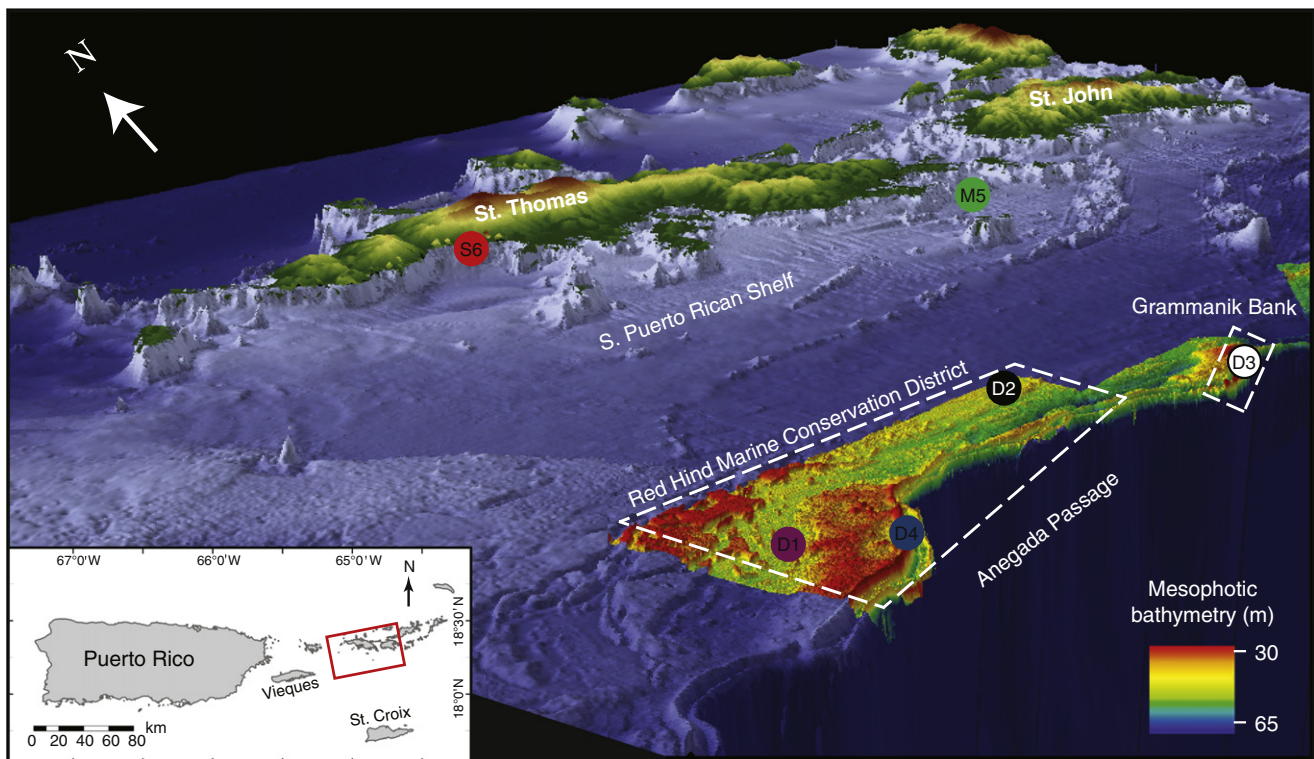 N
St. John
St. Thomas
M5
S6
S. Puerto Rican Shelf
Grammanik Bank
D3
D2
Red Hind Marine Conservation District
D1
D4
Anegada Passage
Mesophotic
bathymetry (m)
30
65
67°0'W
66°0'W
65°0'W
N
18°30'N
18°0'N
Puerto Rico
Vieques
St. Croix
km
0 20 40 60 80